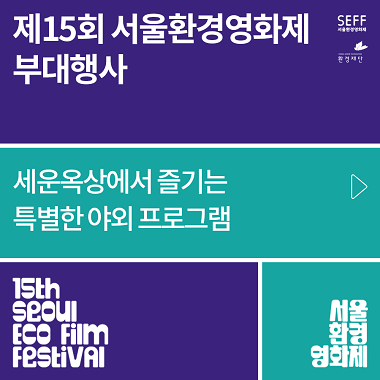 제15회 서울환경영화제
부대행사
SEFF
서울환경영화제
환경재단
세운옥상에서 즐기는
특별한 야외 프로그램
15th
Seoul
Eco Film
Festival
서울
환경
영화제